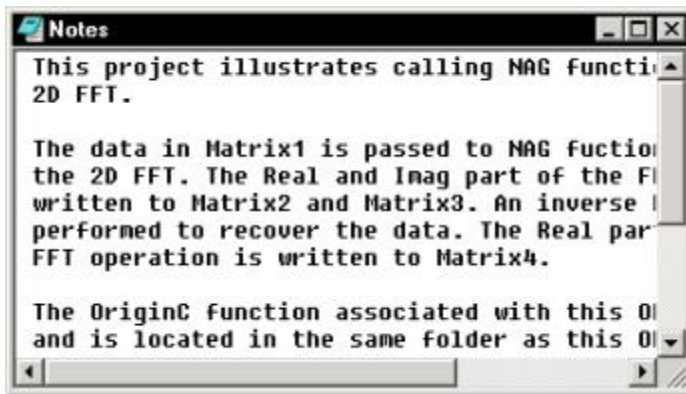 Notes
This project illustrates calling NAG functi
2D FFT.
The data in Matrix1 is passed to NAG fuction
the 2D FFT. The Real and Imag part of the F
written to Matrix2 and Matrix3. An inverse
performed to recover the data. The Real par
FFT operation is written to Matrix4.
The OriginC function associated with this O
and is located in the same folder as this O